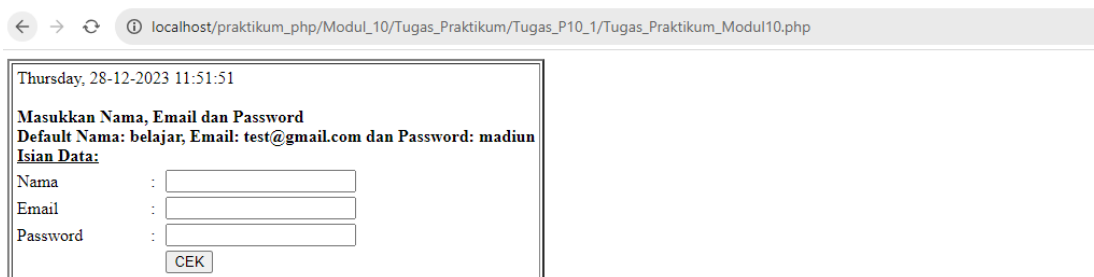 localhost/praktikum_php/Modul_10/Tugas_Praktikum/Tugas_P10_1/Tugas_Praktikum_Modul10.php
Thursday, 28-12-2023 11:51:51
Masukkan Nama, Email dan Password
Default Nama: belajar, Email: test@gmail.com dan Password: madiun
Isian Data:
Nama :
Email :
Password :
CEK